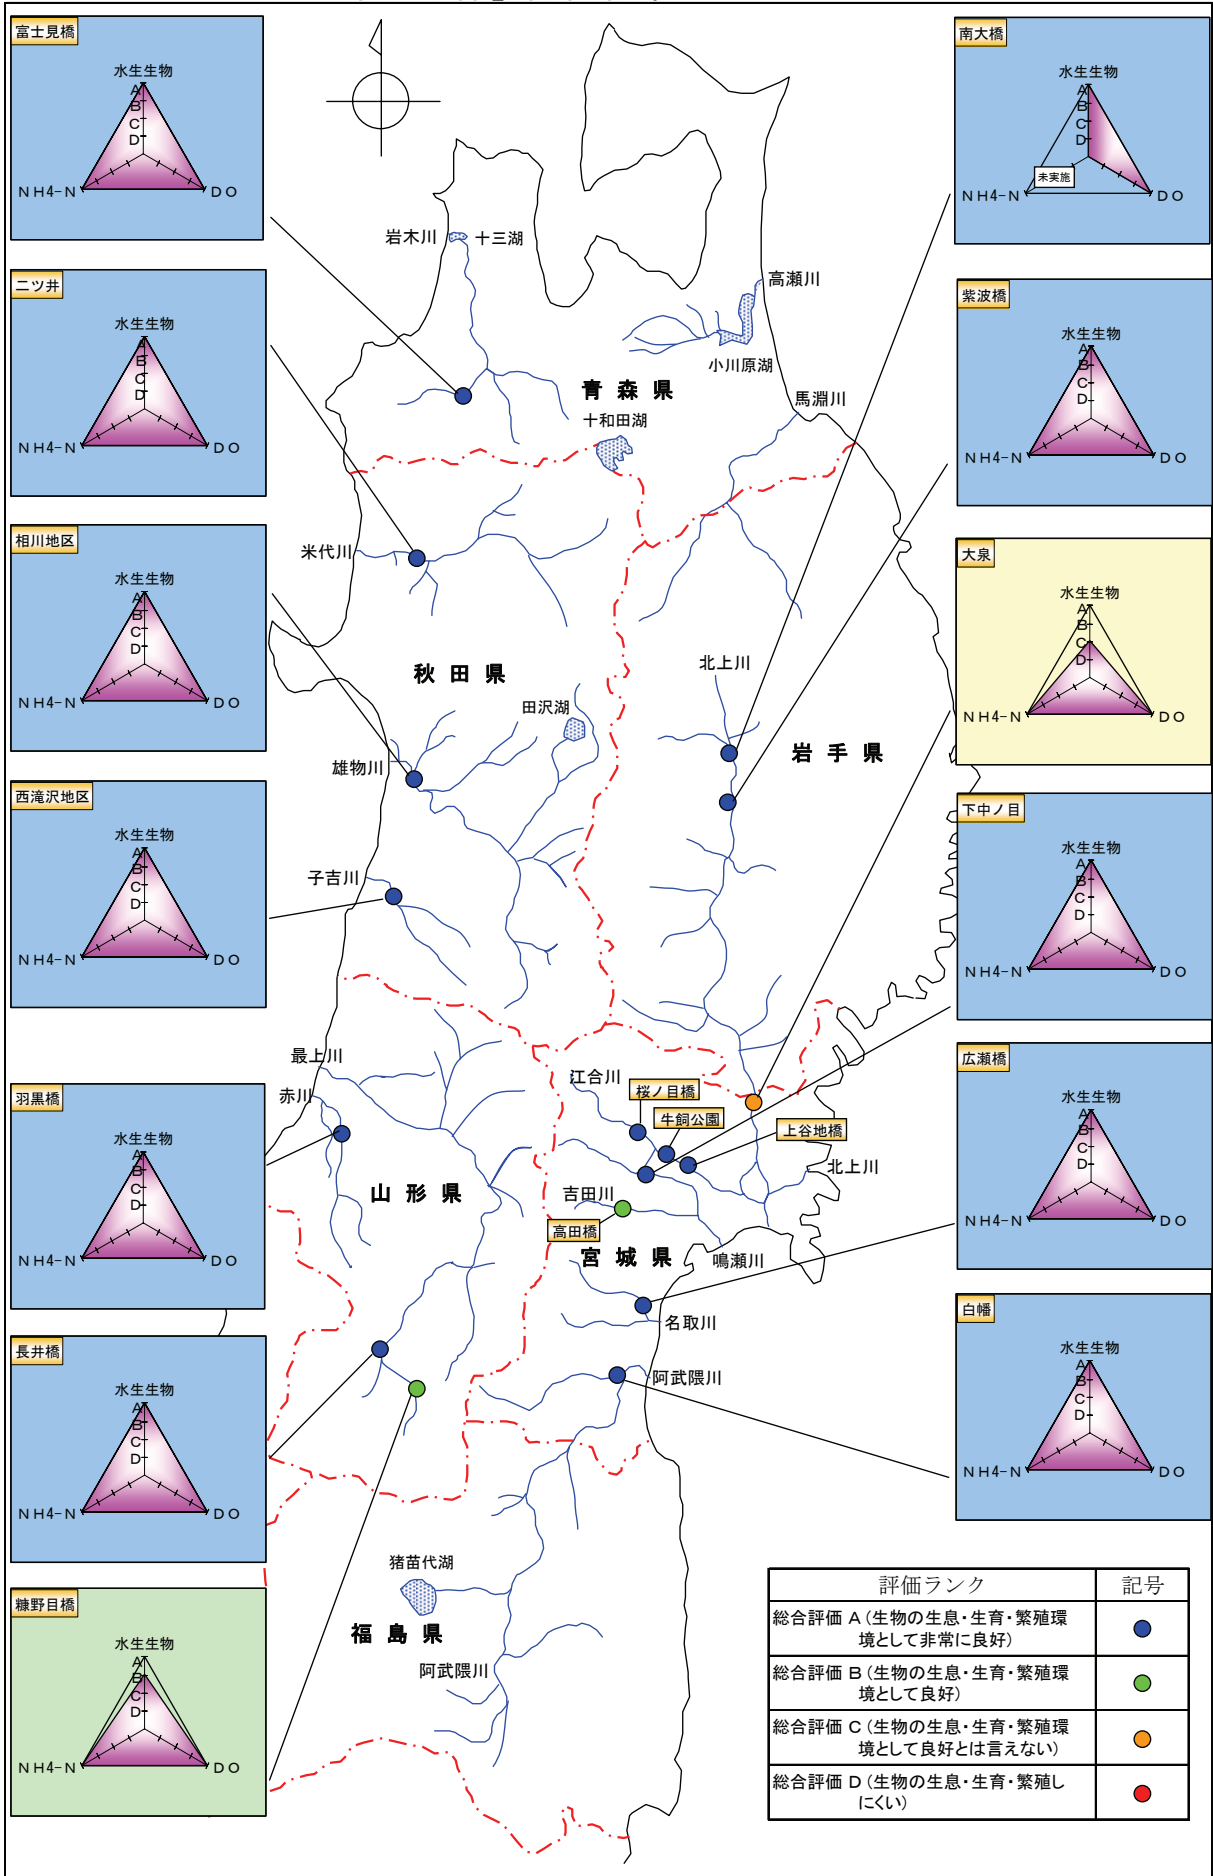 富士見橋
水生生物
A
B
C
D
NH4-N
DO
二ツ井
水生生物
A
B
C
D
NH4-N
DO
相川地区
水生生物
A
B
C
D
NH4-N
DO
西滝沢地区
水生生物
A
B
C
D
NH4-N
DO
羽黒橋
水生生物
A
B
C
D
NH4-N
DO
長井橋
水生生物
A
B
C
D
NH4-N
DO
糠野目橋
水生生物
A
B
C
D
NH4-N
DO
岩木川
十三湖
高瀬川
小川原湖
青森県
馬淵川
十和田湖
米代川
秋田県
北上川
田沢湖
岩手県
雄物川
子吉川
最上川
赤川
江合川
桜ノ目橋
牛飼公園
上谷地橋
北上川
山形県
吉田川
高田橋
宮城県
鳴瀬川
名取川
阿武隈川
猪苗代湖
福島県
阿武隈川
南大橋
水生生物
A
B
C
D
未実施
NH4-N
DO
紫波橋
水生生物
A
B
C
D
NH4-N
DO
大泉
水生生物
A
B
C
D
NH4-N
DO
下中ノ目
水生生物
A
B
C
D
NH4-N
DO
広瀬橋
水生生物
A
B
C
D
NH4-N
DO
白幡
水生生物
A
B
C
D
NH4-N
DO
評価ランク 記号
総合評価 A (生物の生息・生育・繁殖環
境として非常に良好)
総合評価 B (生物の生息・生育・繁殖環
境として良好)
総合評価 C (生物の生息・生育・繁殖環
境として良好とは言えない)
総合評価 D (生物の生息・生育・繁殖し
にくい)